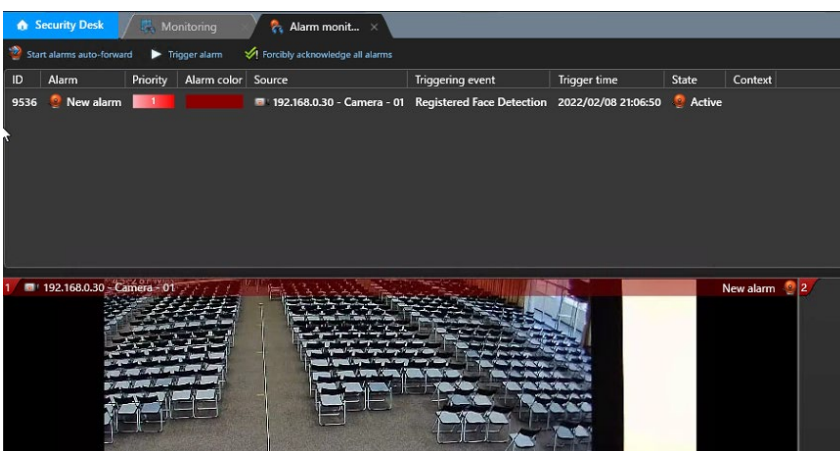 Security Desk Monitoring Alarm monit... ×
Start alarms auto-forward Trigger alarm Forcibly acknowledge all alarms
ID Alarm Priority Alarm color Source Triggering event Trigger time State Context
9536 New alarm 1 192.168.0.30 - Camera - 01 Registered Face Detection 2022/02/08 21:06:50 Active
1 192.168.0.30 - Camera - 01 New alarm 2